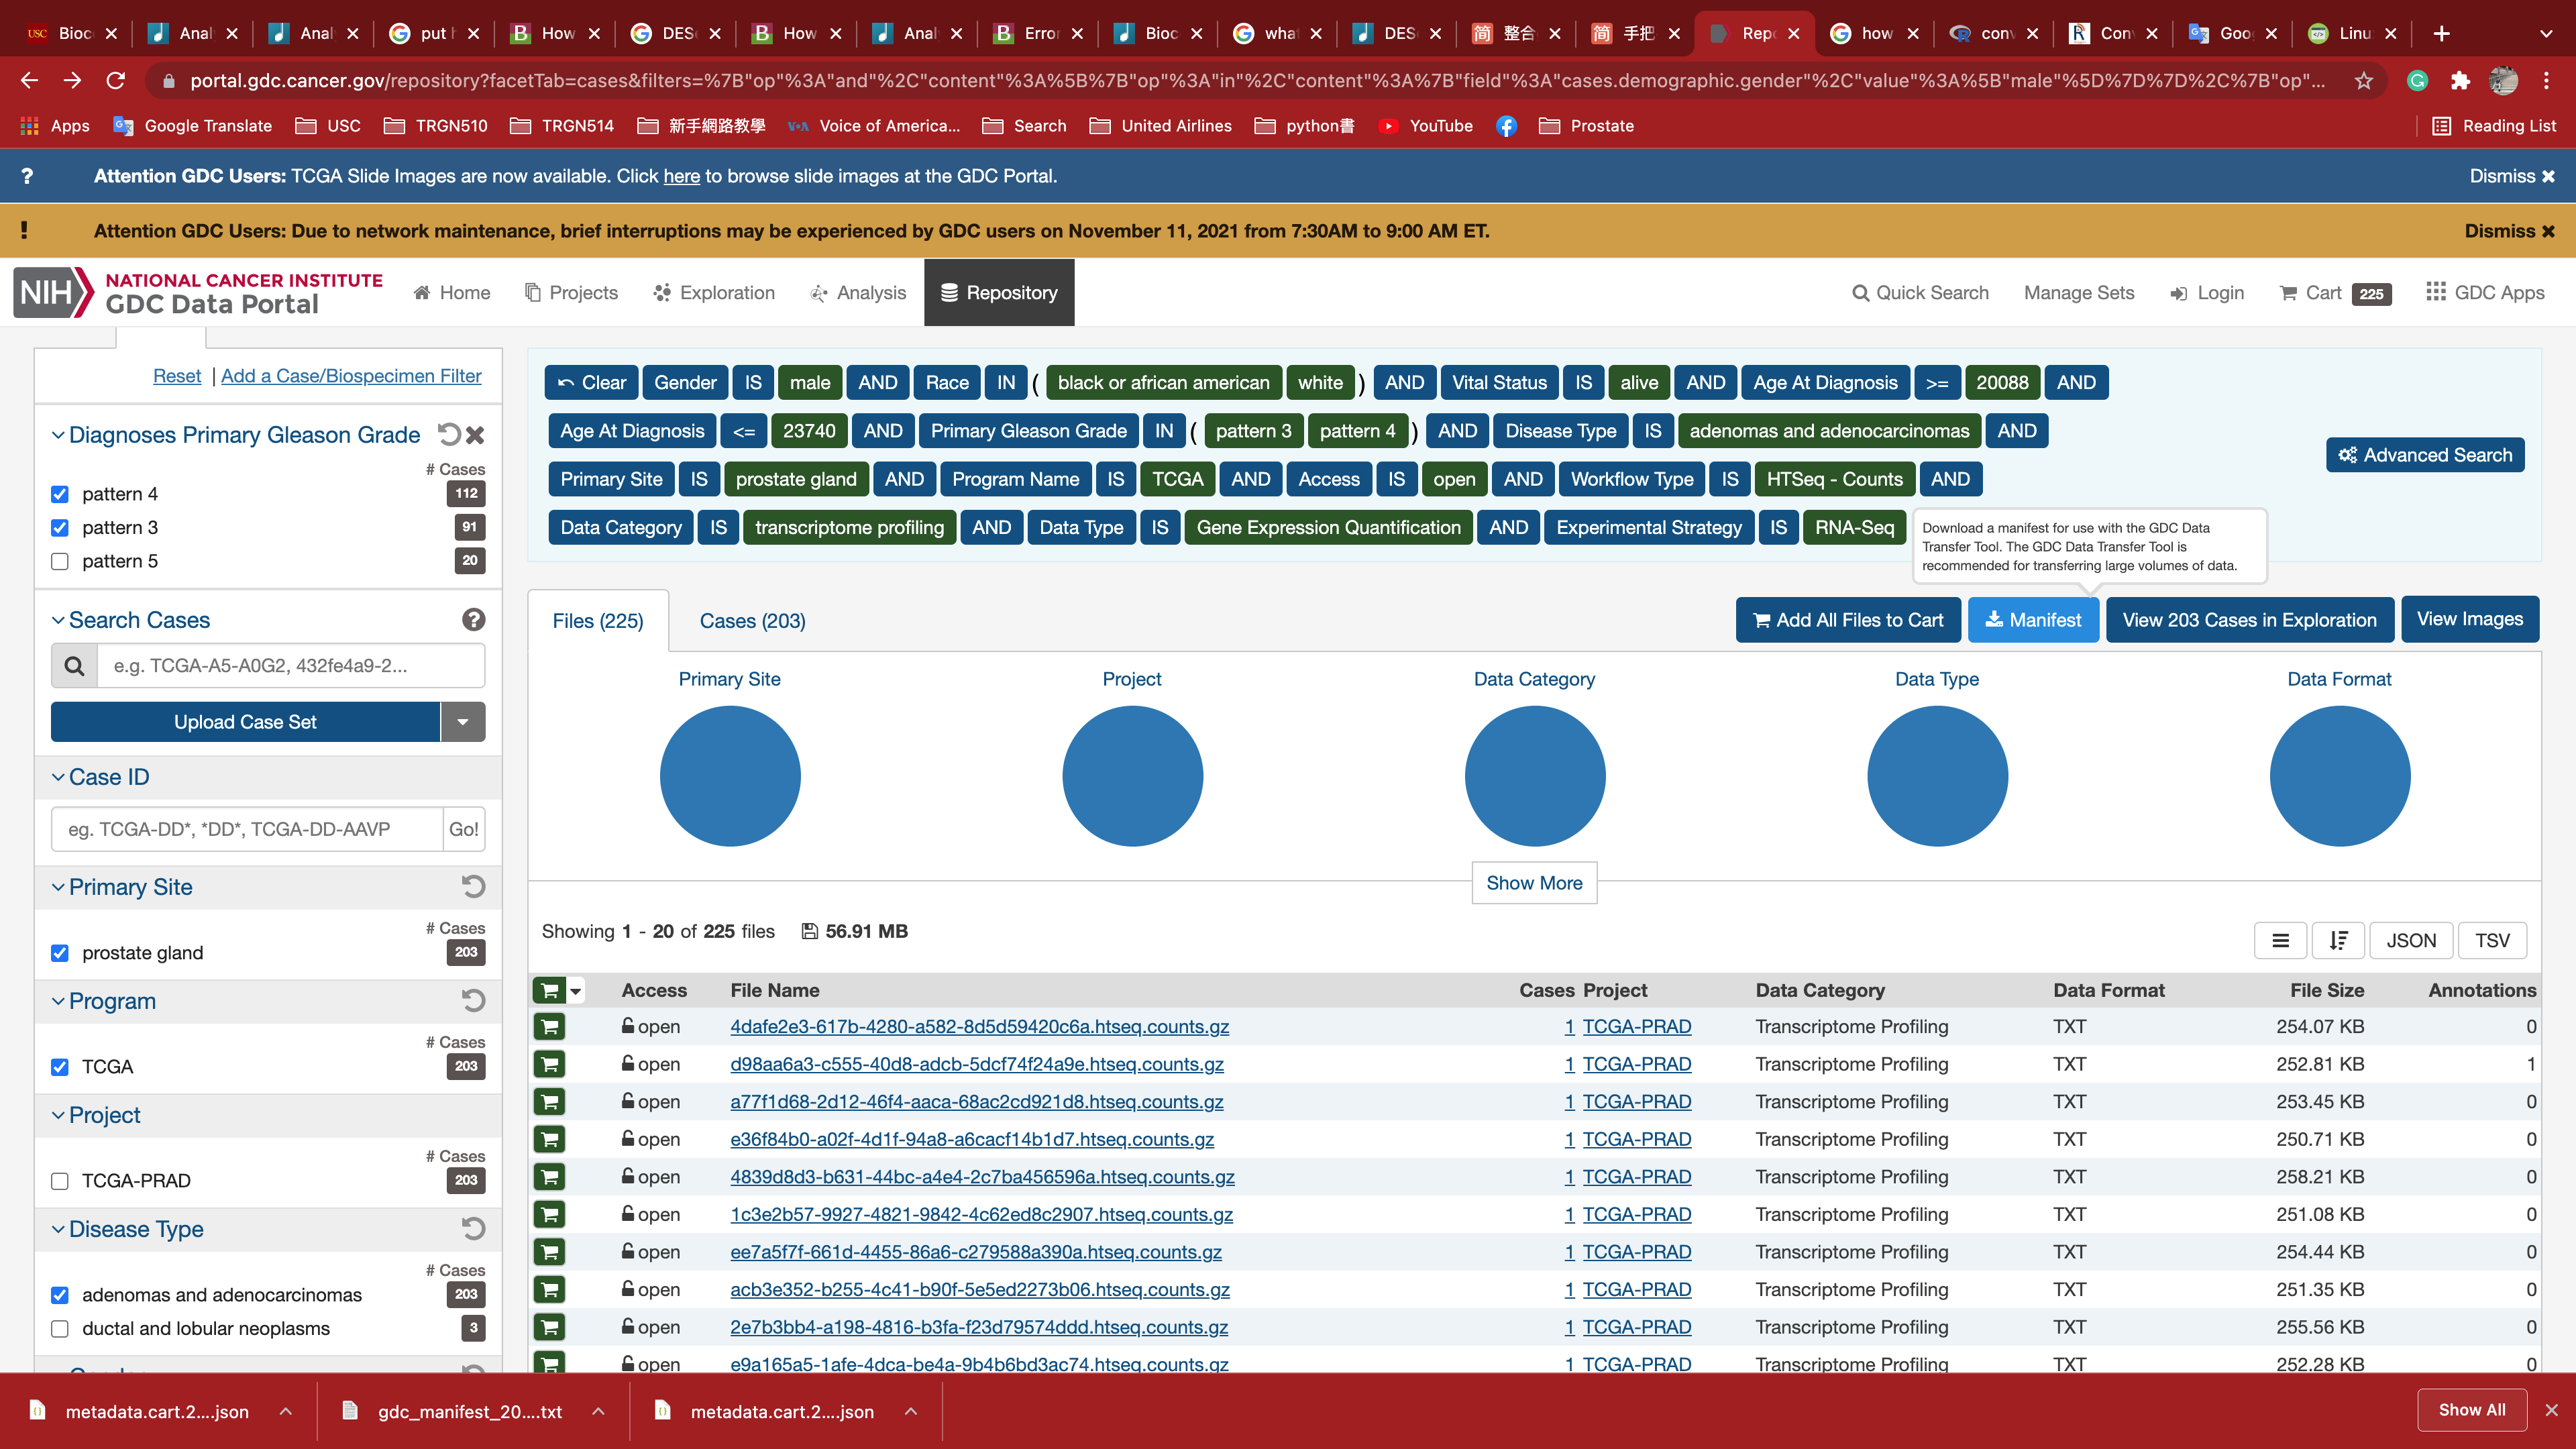 USC Bioc
Anal
Anal
put h
How
DESe
How
Anal
Error
Bioc
what
DES
整合
手把
Repo
how
conv
Conv
Goog
Linu
portal.gdc.cancer.gov/repository?facetTab=cases&filters=%7B"op"%3A"and"%2C"content"%3A%5B%7B"op"%3A"in"%2C"content"%3A%7B"field"%3A"cases.demographic.gender"%2C"value"%3A%5B"male"%5D%7D%7D%2C%7B"op"...
Apps Google Translate USC TRGN510 TRGN514 新手網路教學 VOA Voice of America... Search United Airlines python書 YouTube Prostate Reading List
? Attention GDC Users: TCGA Slide Images are now available. Click here to browse slide images at the GDC Portal. Dismiss
! Attention GDC Users: Due to network maintenance, brief interruptions may be experienced by GDC users on November 11, 2021 from 7:30AM to 9:00 AM ET. Dismiss
NIH NATIONAL CANCER INSTITUTE
GDC Data Portal
Home Projects Exploration Analysis Repository Quick Search Manage Sets Login Cart 225 GDC Apps
Reset | Add a Case/Biospecimen Filter
Diagnoses Primary Gleason Grade
# Cases
pattern 4 112
pattern 3 91
pattern 5 20
Search Cases
e.g. TCGA-A5-A0G2, 432fe4a9-2...
Upload Case Set
Case ID
eg. TCGA-DD*, *DD*, TCGA-DD-AAVP Go!
Primary Site
# Cases
prostate gland 203
Program
# Cases
TCGA 203
Project
# Cases
TCGA-PRAD 203
Disease Type
# Cases
adenomas and adenocarcinomas 203
ductal and lobular neoplasms 3
Clear Gender IS male AND Race IN ( black or african american white ) AND Vital Status IS alive AND Age At Diagnosis >= 20088 AND
Age At Diagnosis <= 23740 AND Primary Gleason Grade IN ( pattern 3 pattern 4 ) AND Disease Type IS adenomas and adenocarcinomas AND
Primary Site IS prostate gland AND Program Name IS TCGA AND Access IS open AND Workflow Type IS HTSeq - Counts AND
Data Category IS transcriptome profiling AND Data Type IS Gene Expression Quantification AND Experimental Strategy IS RNA-Seq
Advanced Search
Download a manifest for use with the GDC Data
Transfer Tool. The GDC Data Transfer Tool is
recommended for transferring large volumes of data.
Files (225) Cases (203) Add All Files to Cart Manifest View 203 Cases in Exploration View Images
Primary Site Project Data Category Data Type Data Format
Show More
Showing 1 - 20 of 225 files 56.91 MB
JSON TSV
Access File Name Cases Project Data Category Data Format File Size Annotations
open 4dafe2e3-617b-4280-a582-8d5d59420c6a.htseq.counts.gz 1 TCGA-PRAD Transcriptome Profiling TXT 254.07 KB 0
open d98aa6a3-c555-40d8-adcb-5dcf74f24a9e.htseq.counts.gz 1 TCGA-PRAD Transcriptome Profiling TXT 252.81 KB 1
open a77f1d68-2d12-46f4-aaca-68ac2cd921d8.htseq.counts.gz 1 TCGA-PRAD Transcriptome Profiling TXT 253.45 KB 0
open e36f84b0-a02f-4d1f-94a8-a6cacf14b1d7.htseq.counts.gz 1 TCGA-PRAD Transcriptome Profiling TXT 250.71 KB 0
open 4839d8d3-b631-44bc-a4e4-2c7ba456596a.htseq.counts.gz 1 TCGA-PRAD Transcriptome Profiling TXT 258.21 KB 0
open 1c3e2b57-9927-4821-9842-4c62ed8c2907.htseq.counts.gz 1 TCGA-PRAD Transcriptome Profiling TXT 251.08 KB 0
open ee7a5f7f-661d-4455-86a6-c279588a390a.htseq.counts.gz 1 TCGA-PRAD Transcriptome Profiling TXT 254.44 KB 0
open acb3e352-b255-4c41-b90f-5e5ed2273b06.htseq.counts.gz 1 TCGA-PRAD Transcriptome Profiling TXT 251.35 KB 0
open 2e7b3bb4-a198-4816-b3fa-f23d79574ddd.htseq.counts.gz 1 TCGA-PRAD Transcriptome Profiling TXT 255.56 KB 0
open e9a165a5-1afe-4dca-be4a-9b4b6bd3ac74.htseq.counts.gz 1 TCGA-PRAD Transcriptome Profiling TXT 252.28 KB 0
metadata.cart.2....json gdc_manifest_20....txt metadata.cart.2....json Show All